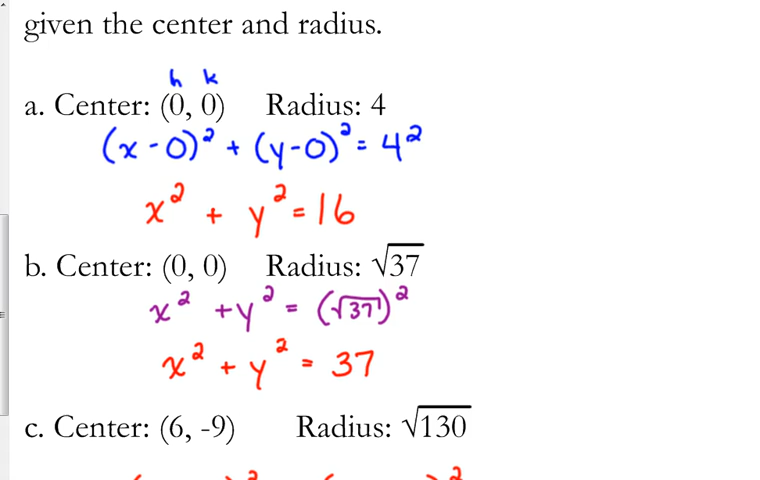 given the center and radius.
h k
a. Center: (0, 0) Radius: 4
(x - 0)² + (y - 0)² = 4²
x² + y² = 16
b. Center: (0, 0) Radius: √37
x² + y² = (√37)²
x² + y² = 37
c. Center: (6, -9) Radius: √130